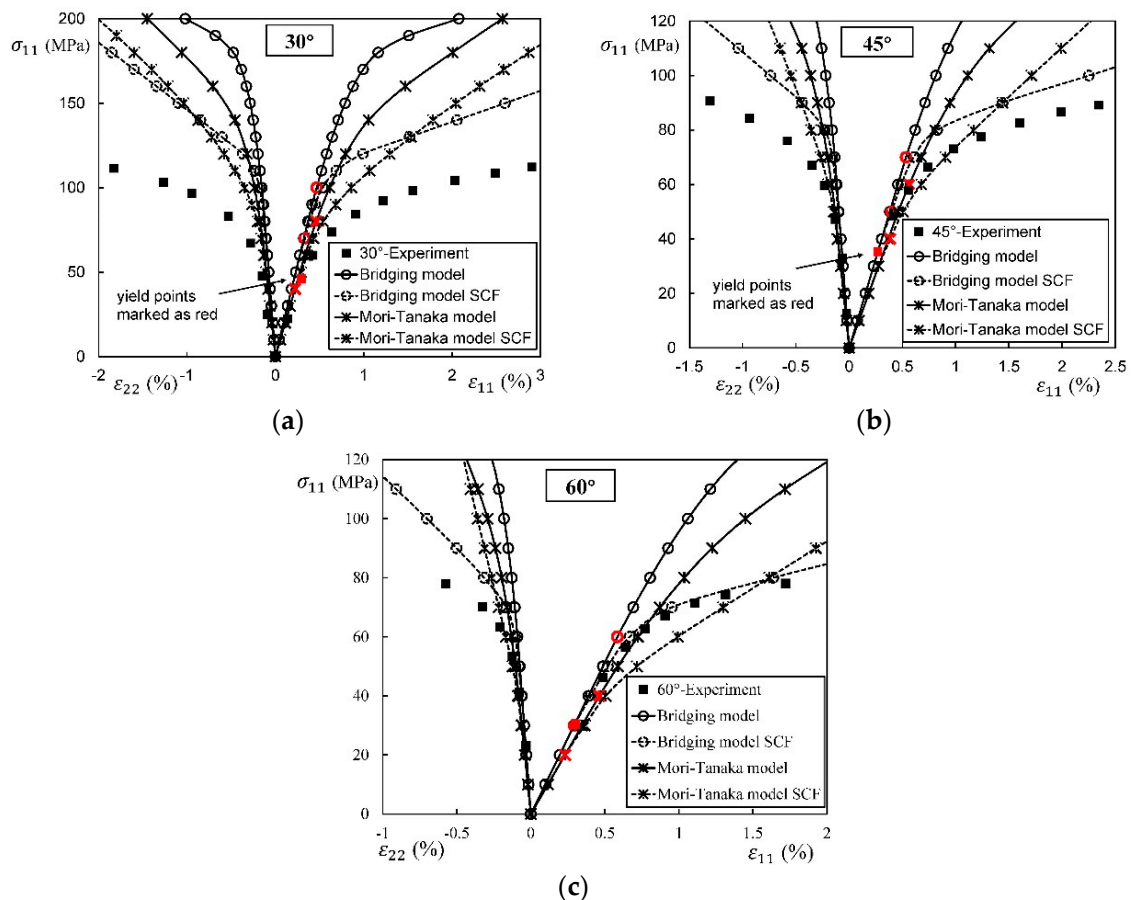 σ₁₁ (MPa)
30°
200
150
100
50
0
yield points
marked as red
30°-Experiment
Bridging model
Bridging model SCF
Mori-Tanaka model
Mori-Tanaka model SCF
-2 -1 0 1 2 3
ε₂₂ (%) ε₁₁ (%)
(a)
σ₁₁ (MPa)
45°
120
100
80
60
40
20
0
yield points
marked as red
45°-Experiment
Bridging model
Bridging model SCF
Mori-Tanaka model
Mori-Tanaka model SCF
-1.5 -1 -0.5 0 0.5 1 1.5 2 2.5
ε₂₂ (%) ε₁₁ (%)
(b)
σ₁₁ (MPa)
60°
120
100
80
60
40
20
0
60°-Experiment
Bridging model
Bridging model SCF
Mori-Tanaka model
Mori-Tanaka model SCF
-1 -0.5 0 0.5 1 1.5 2
ε₂₂ (%) ε₁₁ (%)
(c)